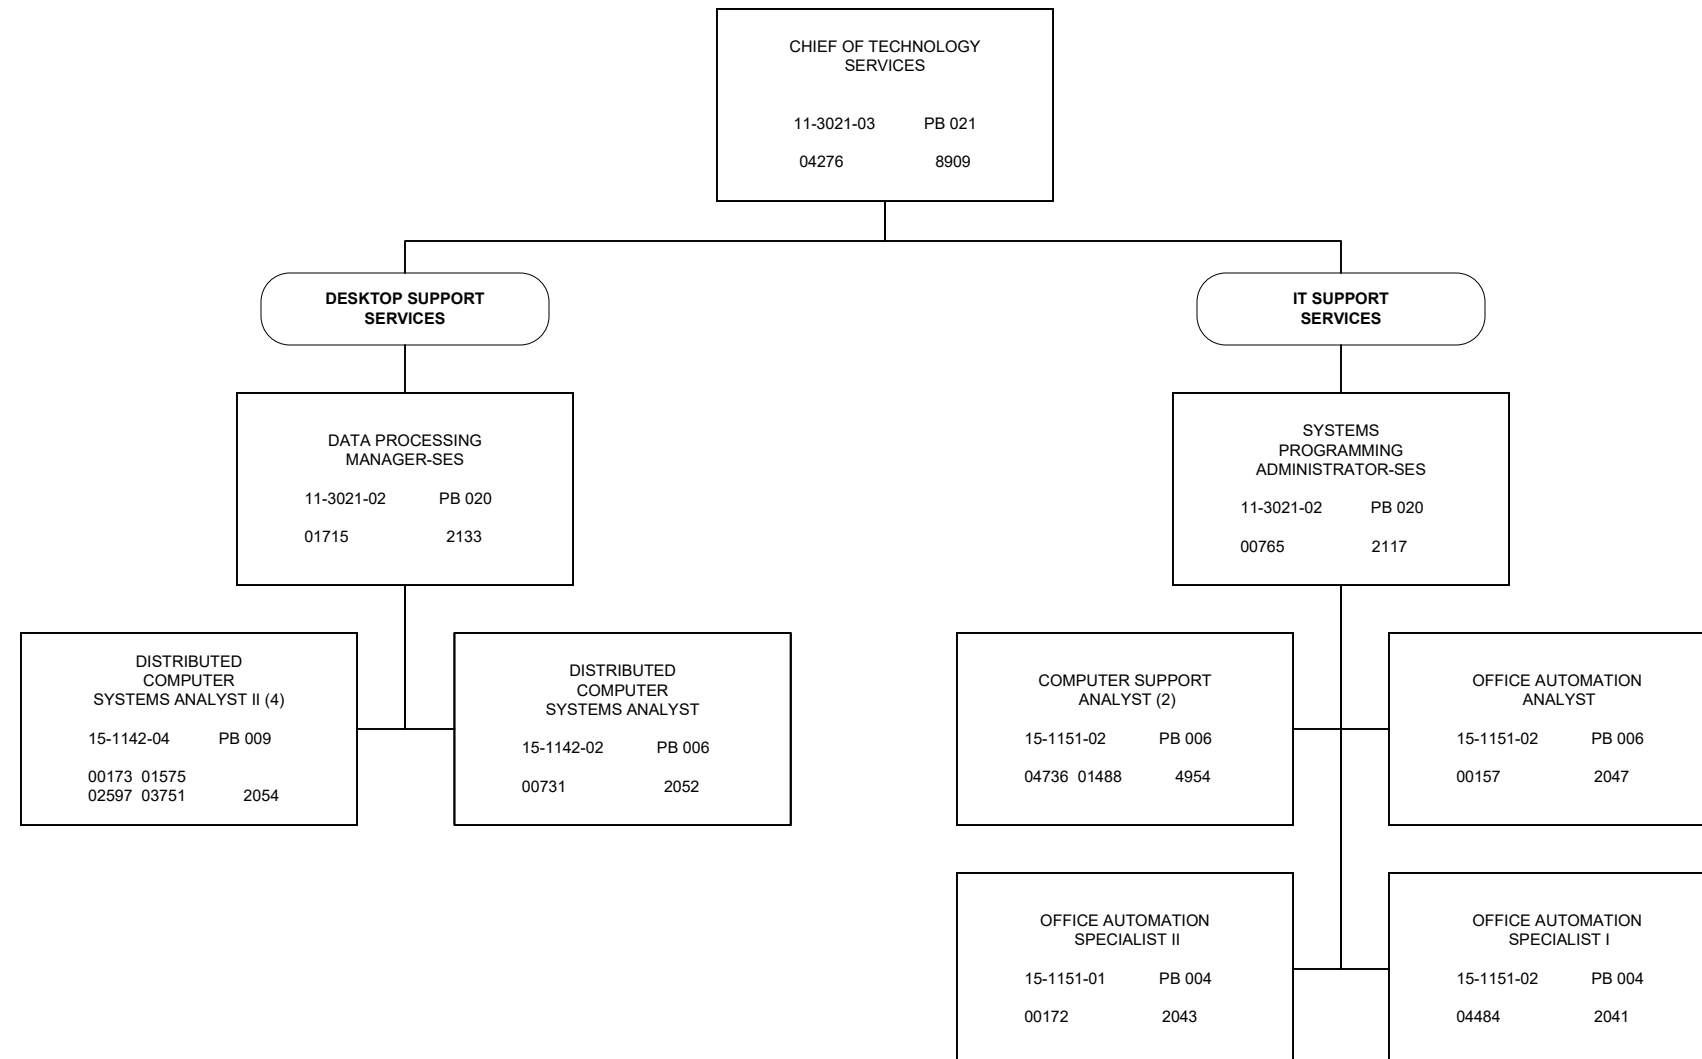 CHIEF OF TECHNOLOGY
SERVICES
11-3021-03 PB 021
04276 8909
DESKTOP SUPPORT
SERVICES
IT SUPPORT
SERVICES
DATA PROCESSING
MANAGER-SES
11-3021-02 PB 020
01715 2133
SYSTEMS
PROGRAMMING
ADMINISTRATOR-SES
11-3021-02 PB 020
00765 2117
DISTRIBUTED
COMPUTER
SYSTEMS ANALYST II (4)
15-1142-04 PB 009
00173 01575
02597 03751 2054
DISTRIBUTED
COMPUTER
SYSTEMS ANALYST
15-1142-02 PB 006
00731 2052
COMPUTER SUPPORT
ANALYST (2)
15-1151-02 PB 006
04736 01488 4954
OFFICE AUTOMATION
ANALYST
15-1151-02 PB 006
00157 2047
OFFICE AUTOMATION
SPECIALIST II
15-1151-01 PB 004
00172 2043
OFFICE AUTOMATION
SPECIALIST I
15-1151-02 PB 004
04484 2041